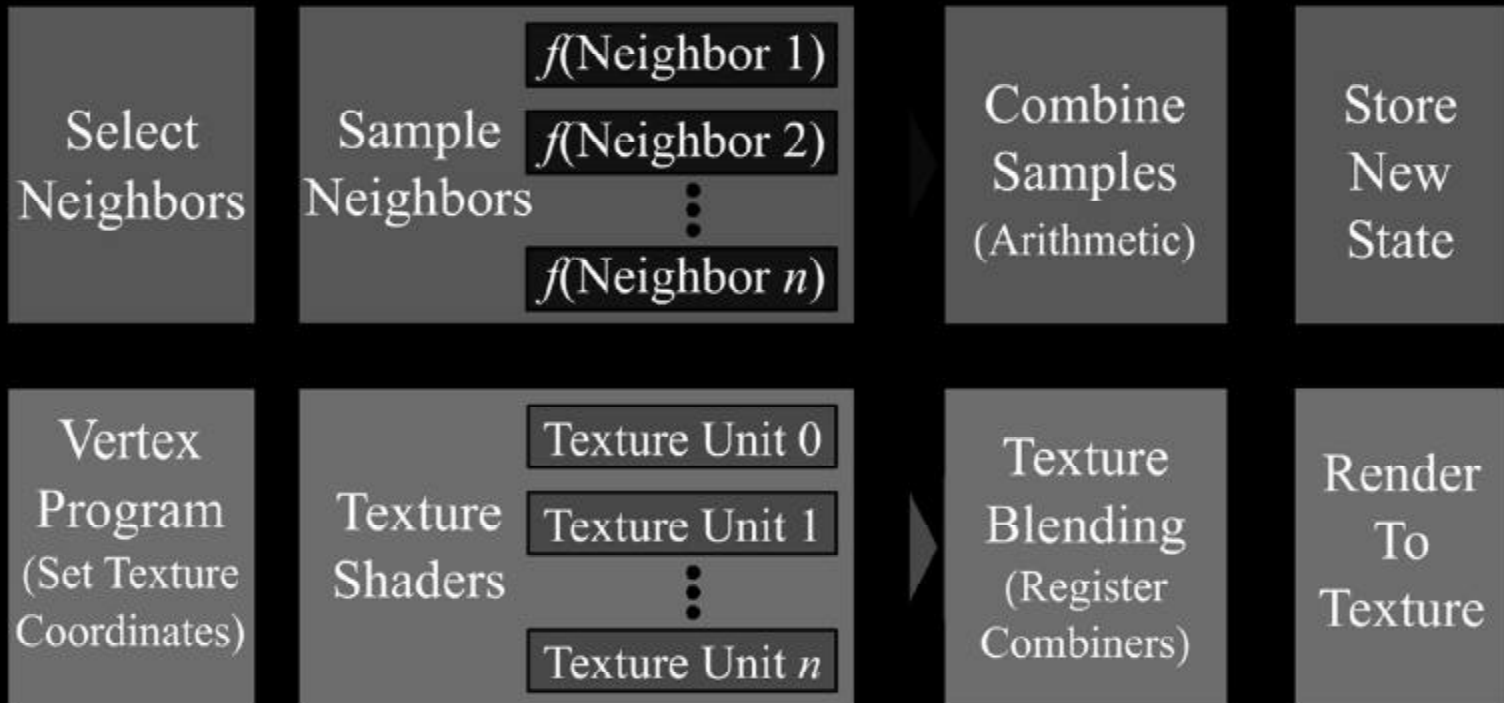 Select
Neighbors
Sample
Neighbors
f(Neighbor 1)
f(Neighbor 2)
f(Neighbor n)
Combine
Samples
(Arithmetic)
Store
New
State
Vertex
Program
(Set Texture
Coordinates)
Texture
Shaders
Texture Unit 0
Texture Unit 1
Texture Unit n
Texture
Blending
(Register
Combiners)
Render
To
Texture